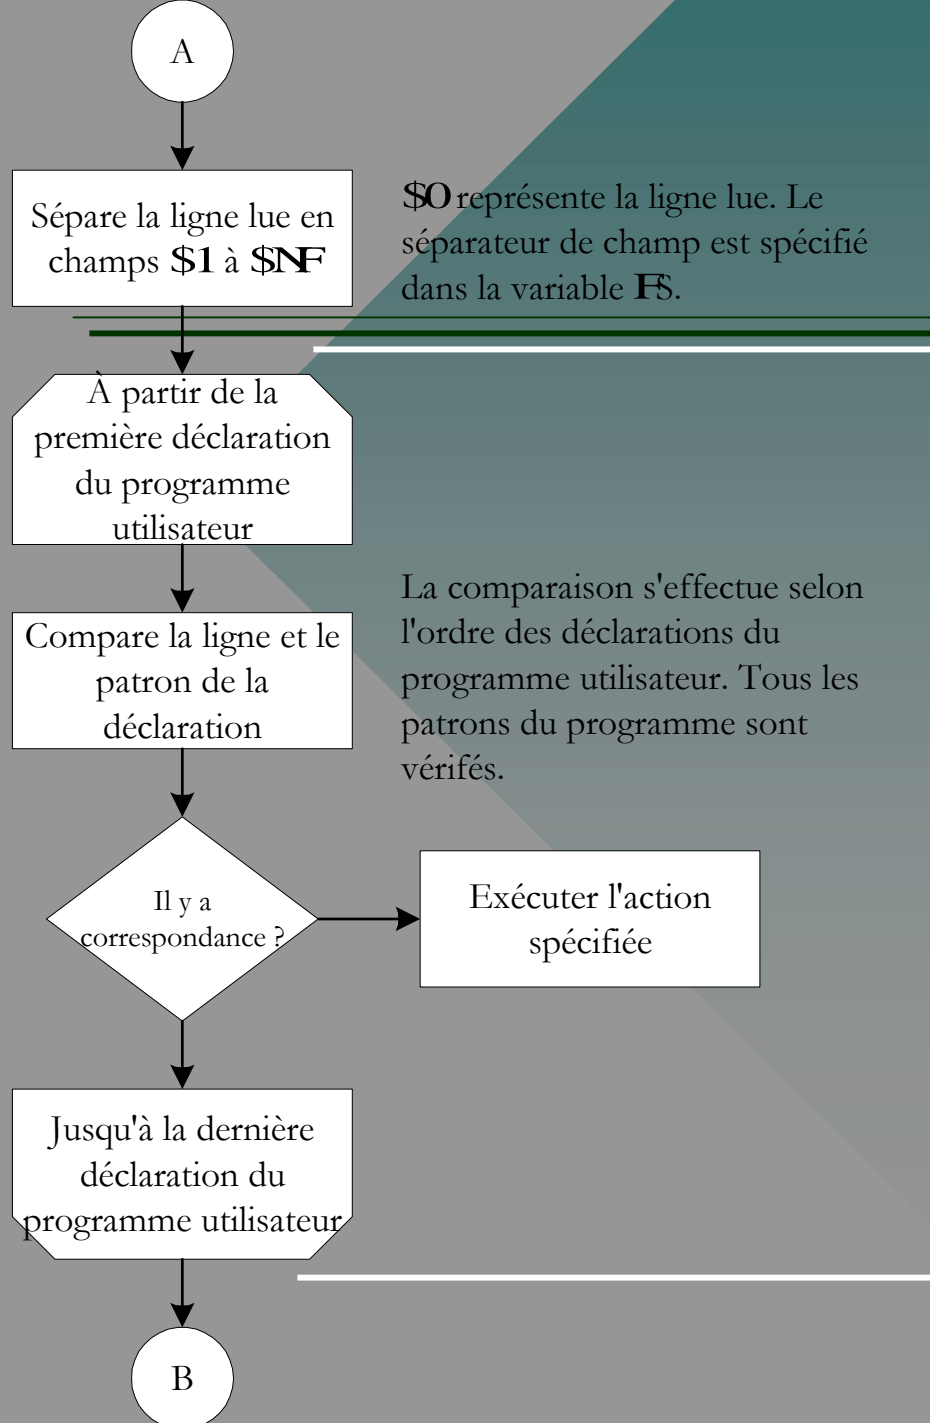 A
Sépare la ligne lue en
champs $1 à $NF
$0 représente la ligne lue. Le
séparateur de champ est spécifié
dans la variable FS.
À partir de la
première déclaration
du programme
utilisateur
Compare la ligne et le
patron de la
déclaration
La comparaison s'effectue selon
l'ordre des déclarations du
programme utilisateur. Tous les
patrons du programme sont
vérifés.
Il y a
correspondance ?
Exécuter l'action
spécifiée
Jusqu'à la dernière
déclaration du
programme utilisateur
B